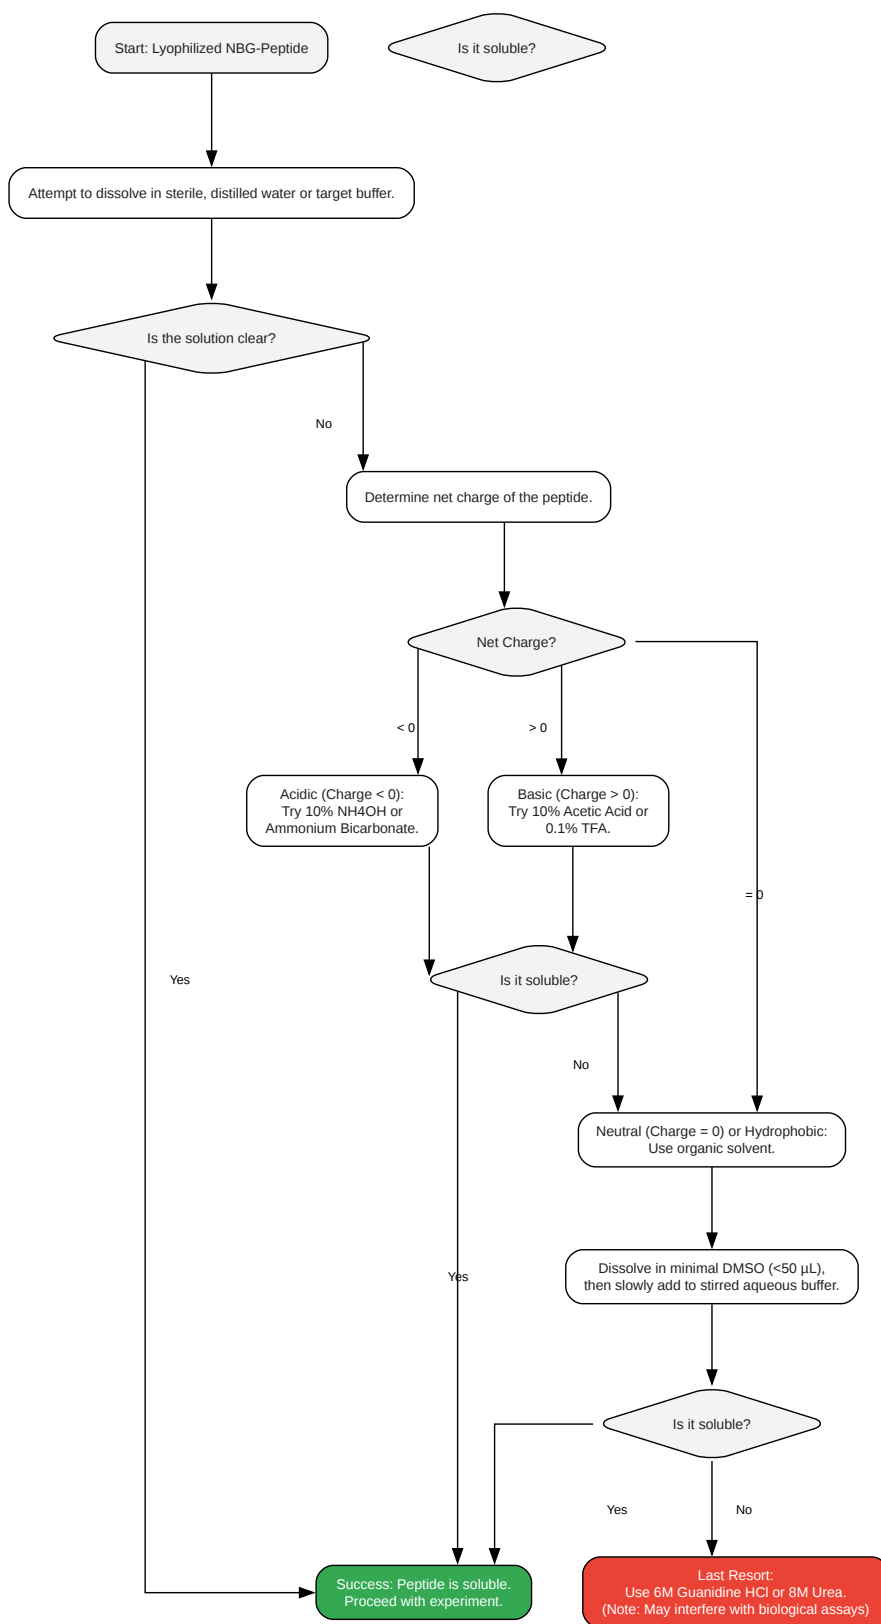 Start: Lyophilized NBG-Peptide
Is it soluble?
Attempt to dissolve in sterile, distilled water or target buffer.
Is the solution clear?
No
Determine net charge of the peptide.
Net Charge?
< 0
> 0
Acidic (Charge < 0):
Try 10% NH4OH or
Ammonium Bicarbonate.
Basic (Charge > 0):
Try 10% Acetic Acid or
0.1% TFA.
= 0
Yes
Is it soluble?
No
Neutral (Charge = 0) or Hydrophobic:
Use organic solvent.
Yes
Dissolve in minimal DMSO (<50 µL),
then slowly add to stirred aqueous buffer.
Is it soluble?
Yes
No
Success: Peptide is soluble.
Proceed with experiment.
Last Resort:
Use 6M Guanidine HCl or 8M Urea.
(Note: May interfere with biological assays)